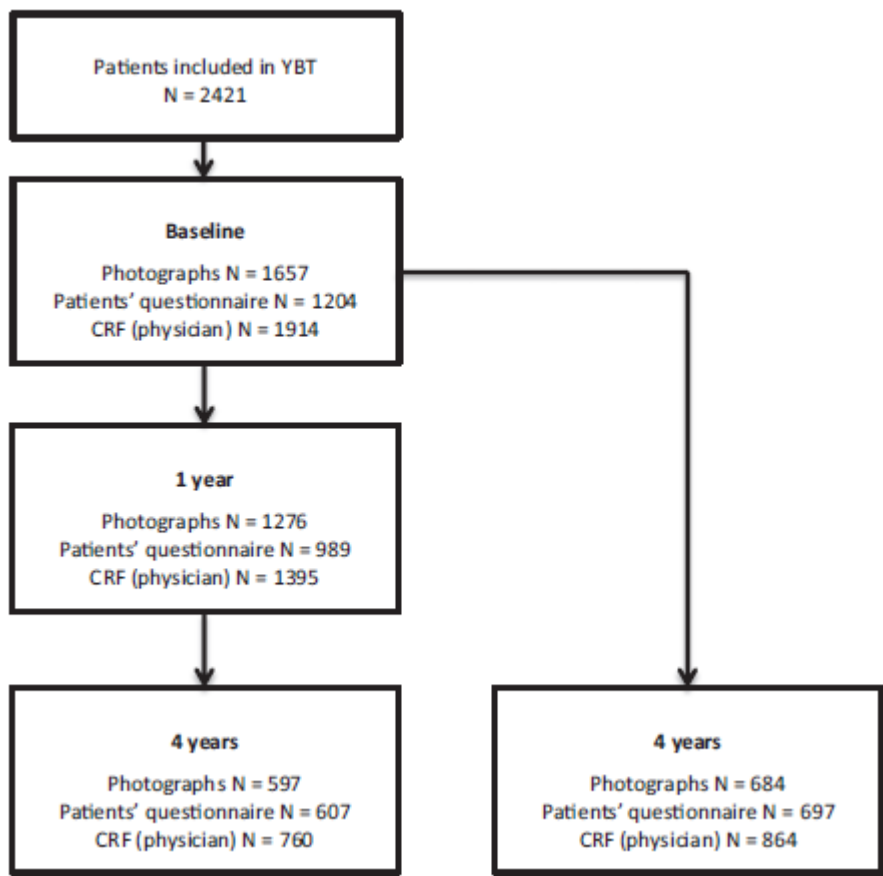 Patients included in YBT
N = 2421
Baseline
Photographs N = 1657
Patients' questionnaire N = 1204
CRF (physician) N = 1914
1 year
Photographs N = 1276
Patients' questionnaire N = 989
CRF (physician) N = 1395
4 years
Photographs N = 597
Patients' questionnaire N = 607
CRF (physician) N = 760
4 years
Photographs N = 684
Patients' questionnaire N = 697
CRF (physician) N = 864